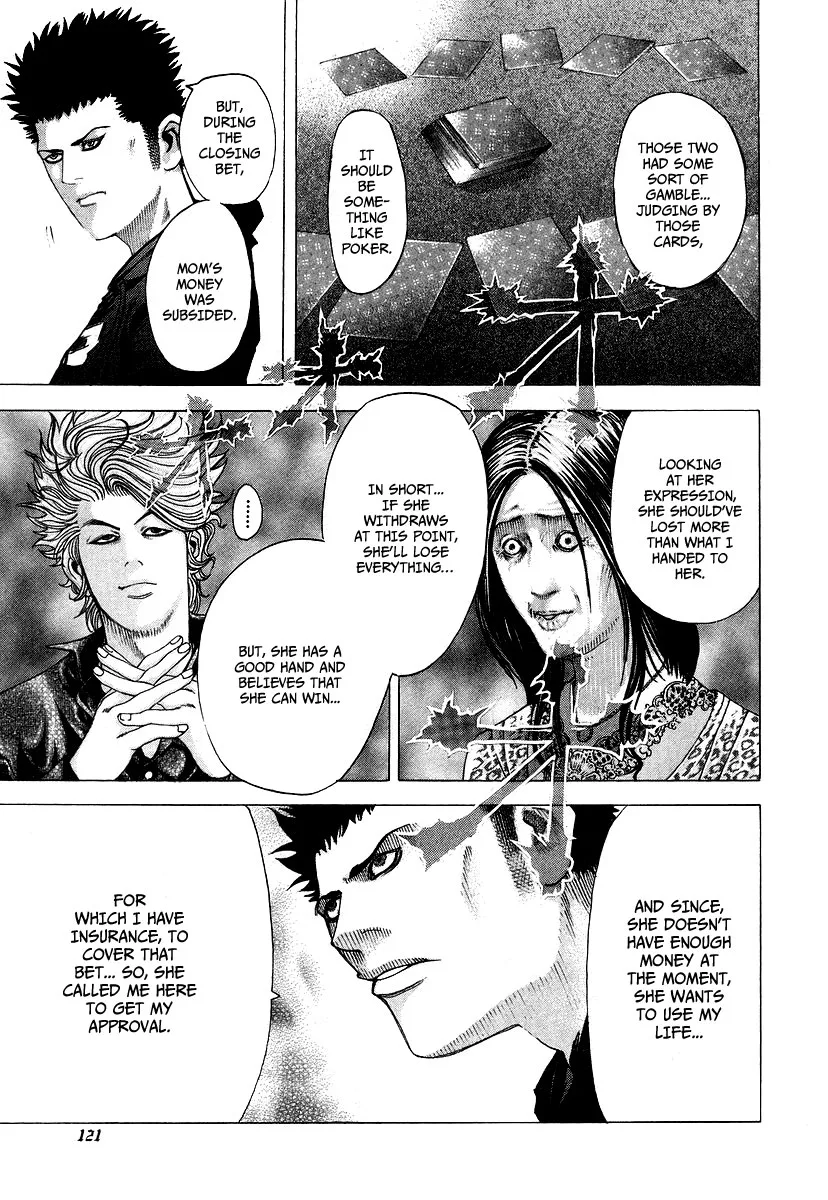 THOSE TWO
HAD SOME
SORT OF
GAMBLE...
JUDGING BY
THOSE
CARDS,
IT
SHOULD
BE
SOME-
THING
LIKE
POKER.
BUT,
DURING
THE
CLOSING
BET,
MOM'S
MONEY
WAS
SUBSIDED.
LOOKING
AT HER
EXPRESSION,
SHE SHOULD'VE
LOST MORE
THAN WHAT I
HANDED TO
HER.
IN SHORT...
IF SHE
WITHDRAWS
AT THIS POINT,
SHE'LL LOSE
EVERYTHING...
BUT, SHE HAS A
GOOD HAND AND
BELIEVES THAT
SHE CAN WIN...
......
AND SINCE,
SHE DOESN'T
HAVE ENOUGH
MONEY AT
THE MOMENT,
SHE WANTS
TO USE MY
LIFE...
FOR
WHICH I HAVE
INSURANCE, TO
COVER THAT
BET... SO, SHE
CALLED ME HERE
TO GET MY
APPROVAL.
121